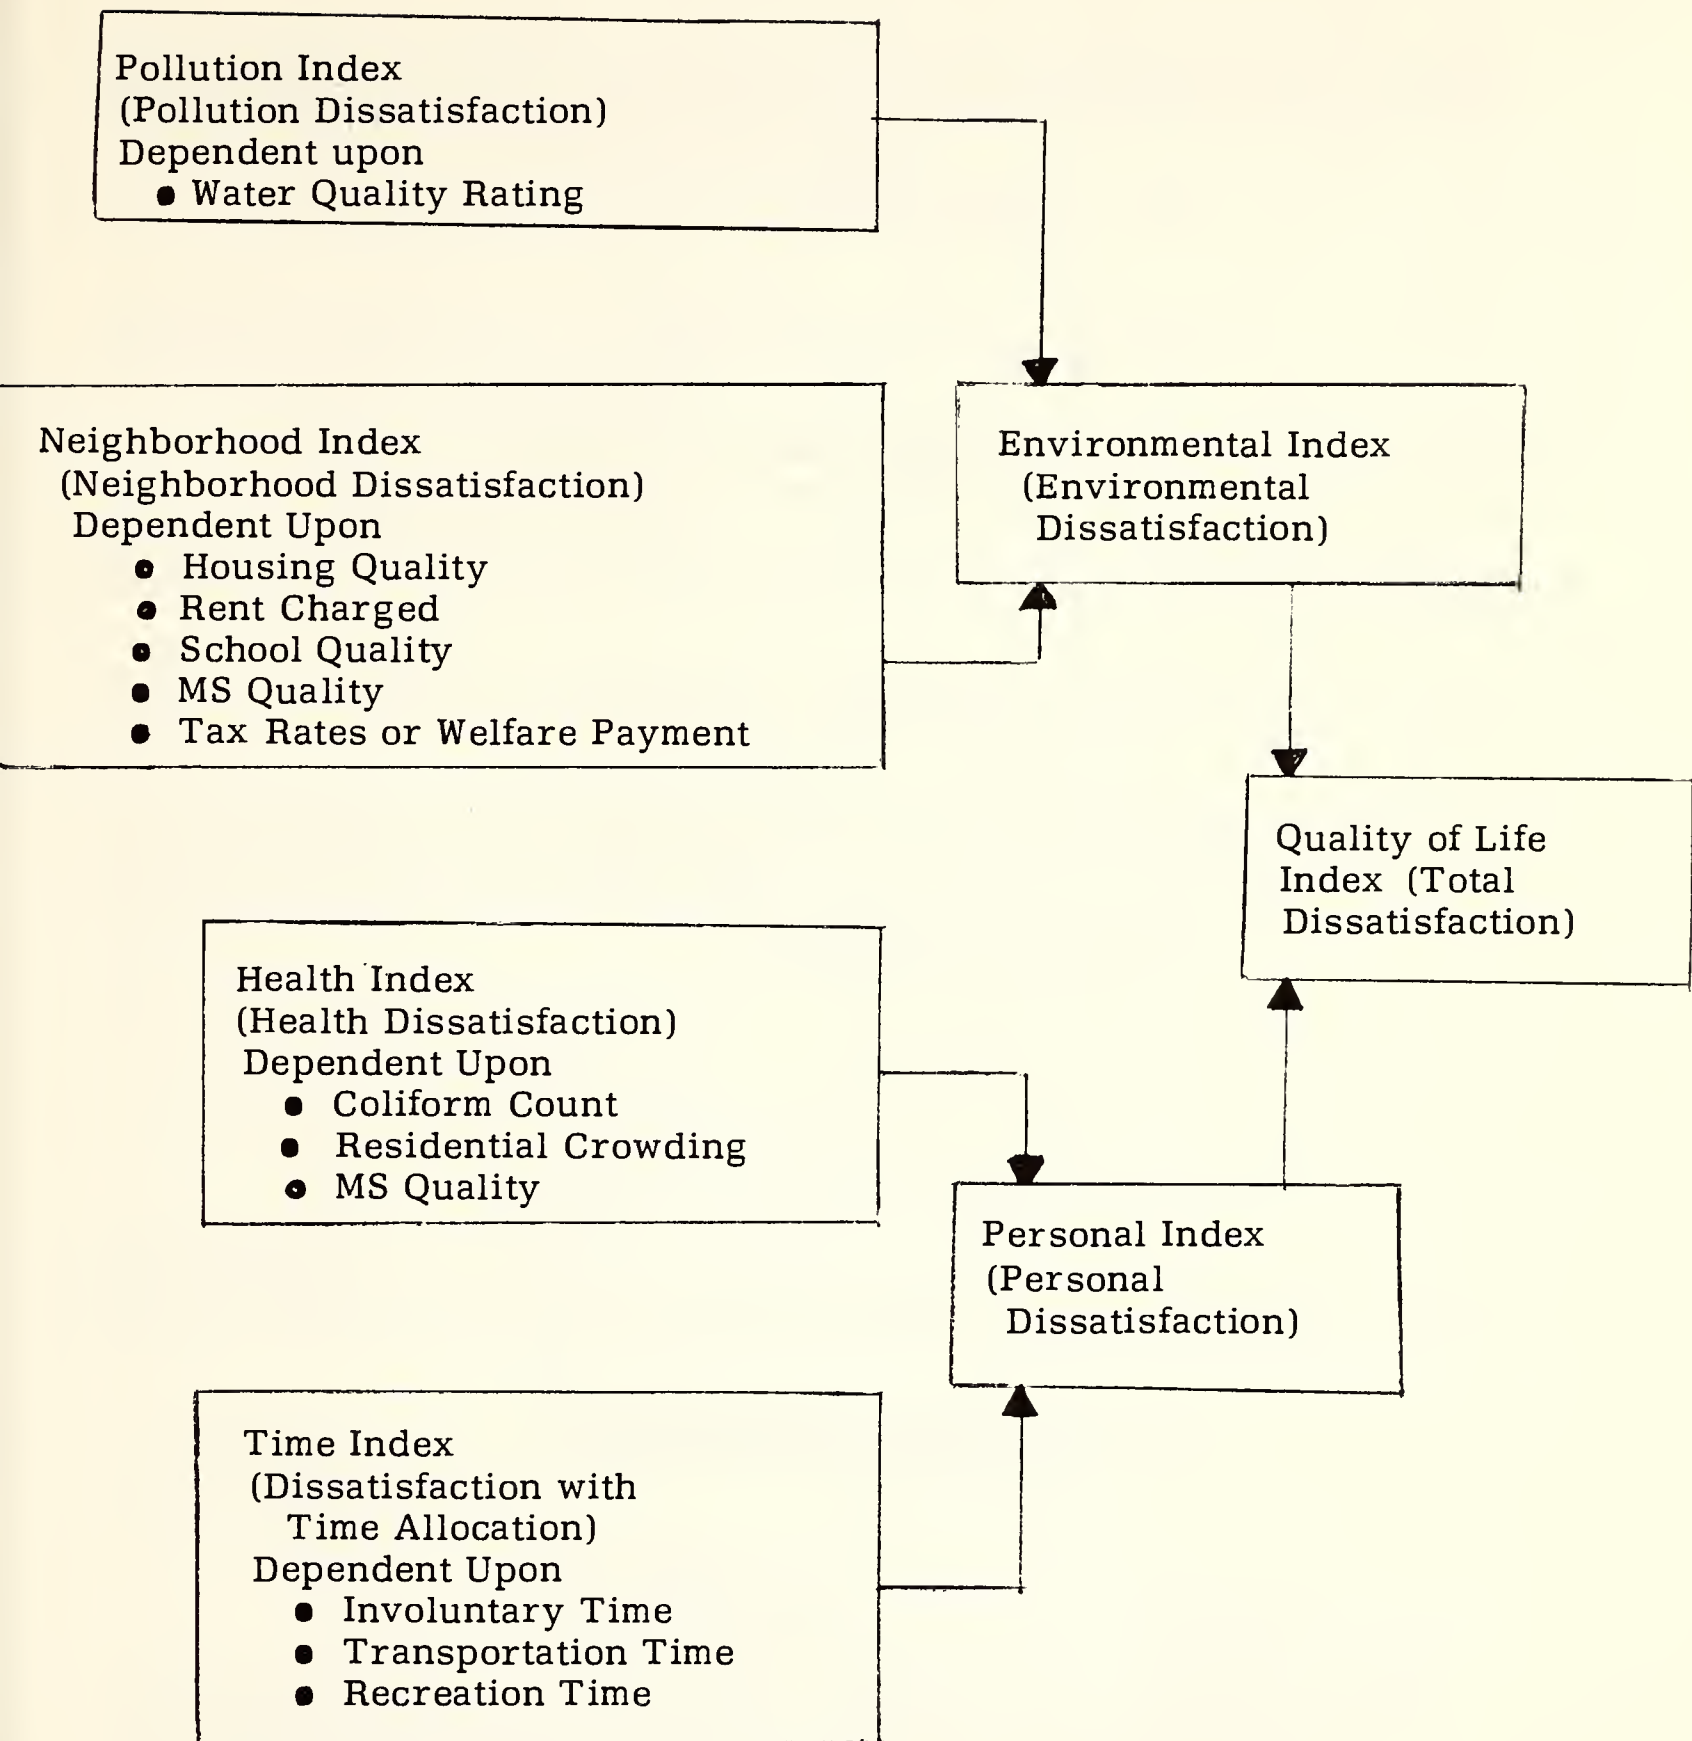 Pollution Index
(Pollution Dissatisfaction)
Dependent upon
• Water Quality Rating
Neighborhood Index
(Neighborhood Dissatisfaction)
Dependent Upon
• Housing Quality
• Rent Charged
• School Quality
• MS Quality
• Tax Rates or Welfare Payment
Environmental Index
(Environmental
Dissatisfaction)
Quality of Life
Index (Total
Dissatisfaction)
Health Index
(Health Dissatisfaction)
Dependent Upon
• Coliform Count
• Residential Crowding
• MS Quality
Personal Index
(Personal
Dissatisfaction)
Time Index
(Dissatisfaction with
Time Allocation)
Dependent Upon
• Involuntary Time
• Transportation Time
• Recreation Time